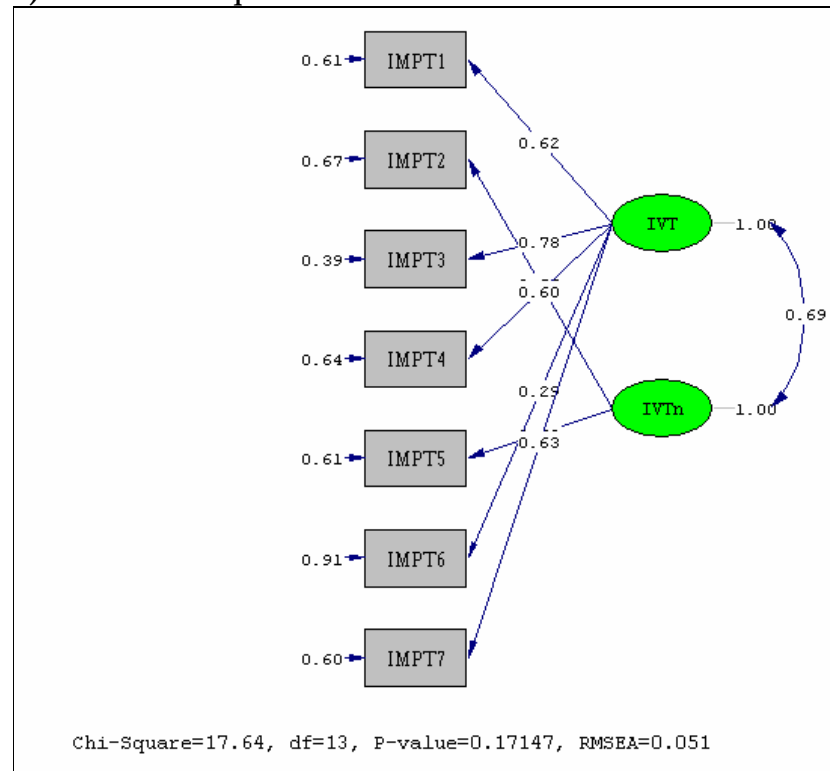 0.61
IMPT1
0.62
0.67
IMPT2
IVT
1.00
0.39
IMPT3
0.78
0.60
0.69
0.64
IMPT4
0.29
IVTn
1.00
0.61
IMPT5
0.63
0.91
IMPT6
0.60
IMPT7
Chi-Square=17.64, df=13, P-value=0.17147, RMSEA=0.051